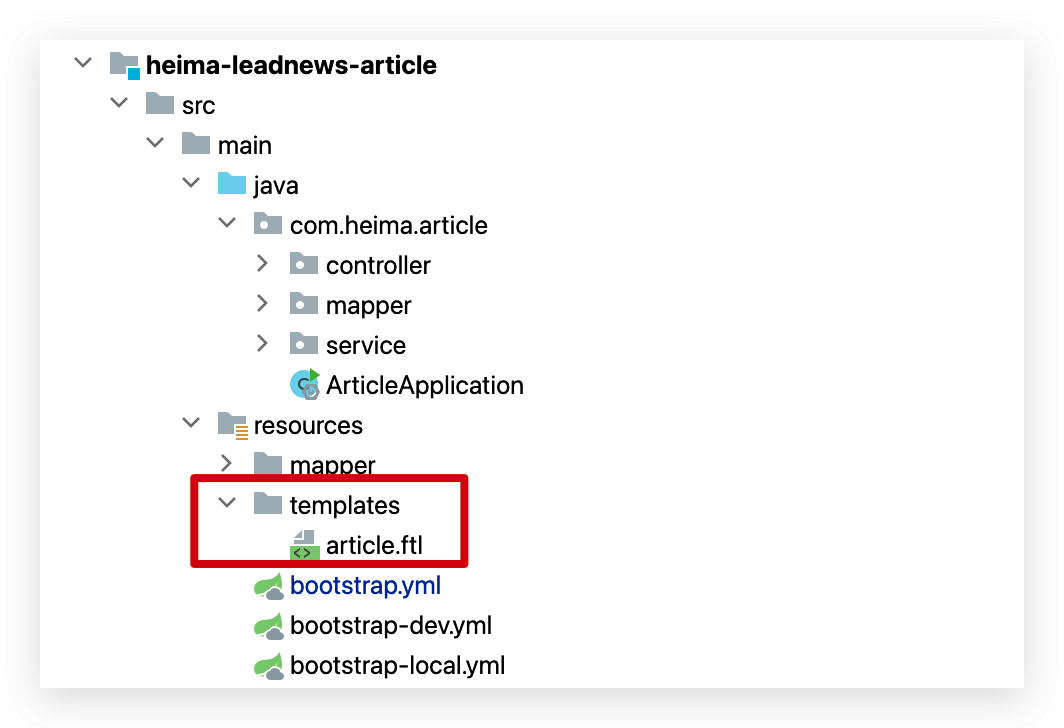 heima-leadnews-article
src
main
java
com.heima.article
controller
mapper
service
ArticleApplication
resources
mapper
templates
article.ftl
bootstrap.yml
bootstrap-dev.yml
bootstrap-local.yml